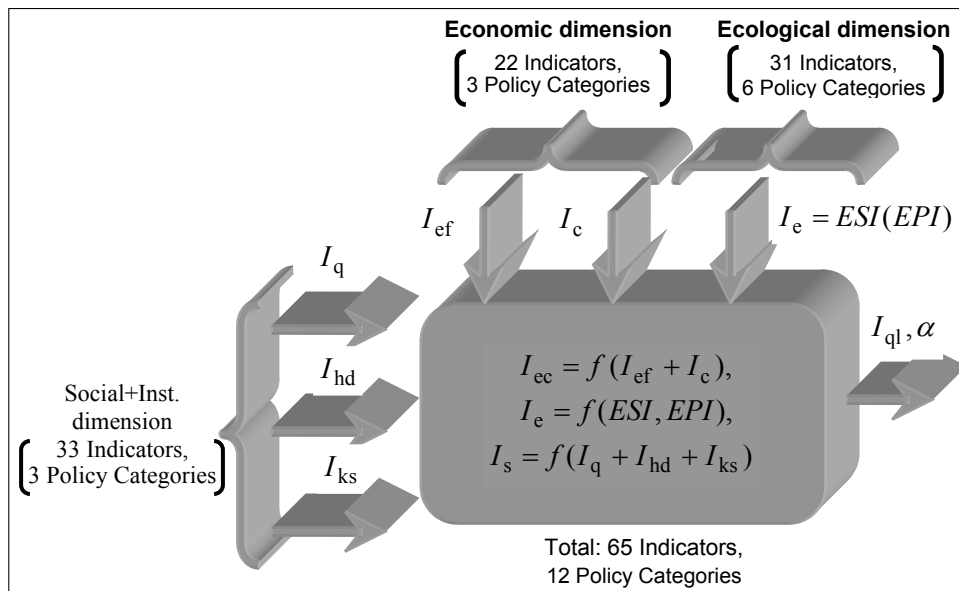 Economic dimension
22 Indicators,
3 Policy Categories
Ecological dimension
31 Indicators,
6 Policy Categories
I_ef
I_c
I_e = ESI(EPI)
I_q
I_hd
I_ks
Social+Inst.
dimension
33 Indicators,
3 Policy Categories
I_ec = f(I_ef + I_c),
I_e = f(ESI, EPI),
I_s = f(I_q + I_hd + I_ks)
I_ql, α
Total: 65 Indicators,
12 Policy Categories